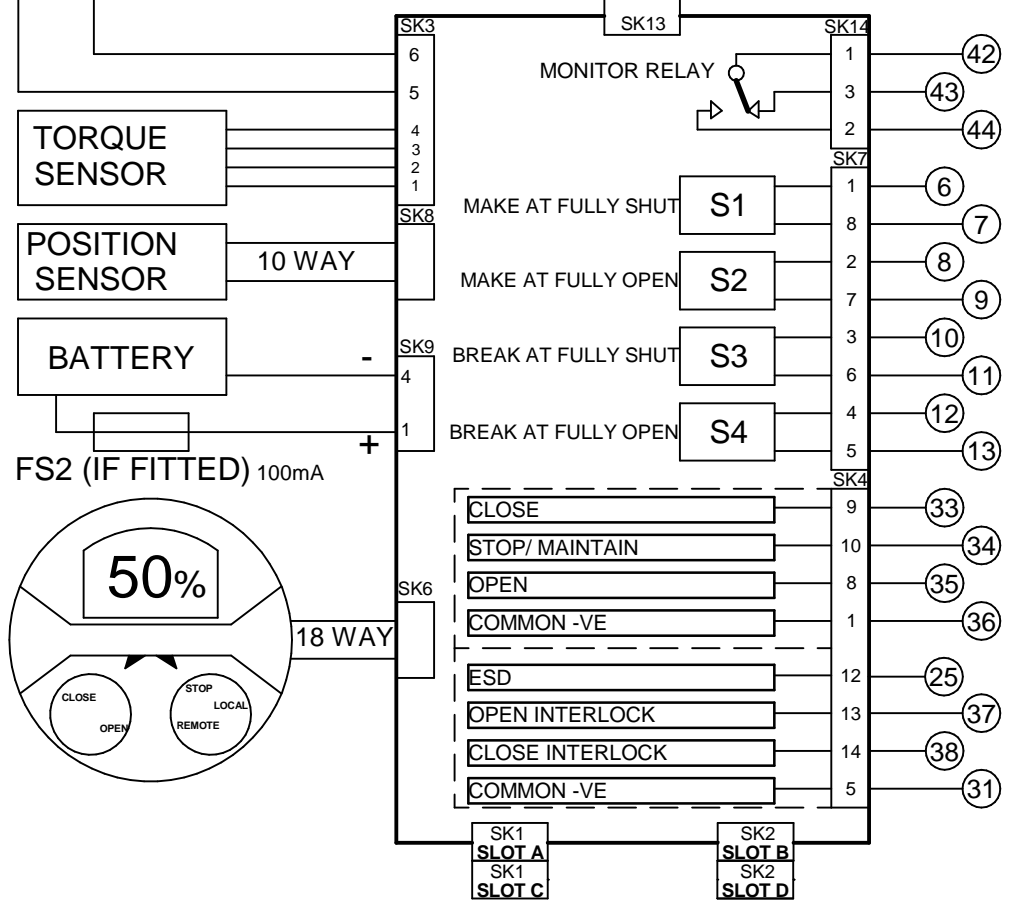 SK3
SK13
SK14
6
MONITOR RELAY
1
42
5
3
43
TORQUE
SENSOR
4
3
2
1
2
44
SK7
SK8
MAKE AT FULLY SHUT
S1
1
6
8
7
POSITION
SENSOR
10 WAY
MAKE AT FULLY OPEN
S2
2
8
7
9
BATTERY
-
SK9
4
1
+
BREAK AT FULLY SHUT
S3
3
10
6
11
BREAK AT FULLY OPEN
S4
4
12
5
13
FS2 (IF FITTED) 100mA
SK4
CLOSE
9
33
STOP/ MAINTAIN
10
34
OPEN
8
35
COMMON -VE
1
36
50%
SK6
18 WAY
CLOSE
OPEN
STOP
LOCAL
REMOTE
ESD
12
25
OPEN INTERLOCK
13
37
CLOSE INTERLOCK
14
38
COMMON -VE
5
31
SK1
SLOT A
SK1
SLOT C
SK2
SLOT B
SK2
SLOT D